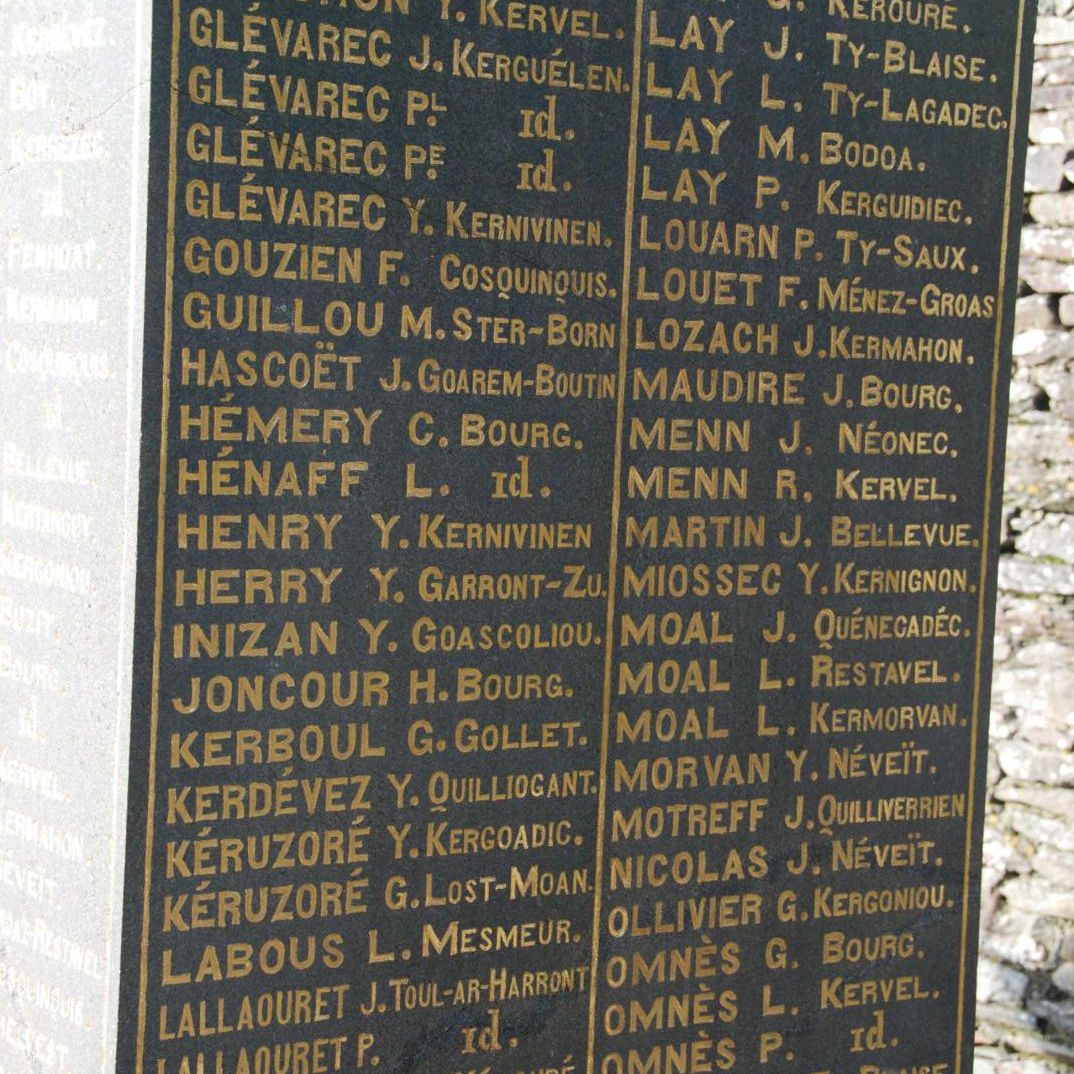 Y. KERVEL.
GLÉVAREC J. KERGUÉLEN.
GLÉVAREC PL. Id.
GLÉVAREC PE. Id.
GLÉVAREC Y. KERNIVINEN.
GOUZIEN F. COSQUINQUIS.
GUILLOU M. STER-BORN
HASCOËT J. GOAREM-BOUTIN
HÉMERY C. BOURG.
HÉNAFF L. Id.
HENRY Y. KERNIVINEN
HERRY Y. GARRONT-ZU.
INIZAN Y. GOASCOLIOU.
JONCOUR H. BOURG.
KERBOUL G. GOLLET.
KERDÉVEZ Y. QUILLIOGANT.
KÉRUZORÉ Y. KERGOADIC.
KÉRUZORÉ G. LOST-MOAN.
LABOUS L. MESMEUR.
LALLAOURET J. TOUL-AR-HARRONT
LALLAOURET P. Id.
G. KEROURÉ.
LAY J. TY-BLAISE.
LAY L. TY-LAGADEC.
LAY M. BODOA.
LAY P. KERGUIDIEC.
LOUARN P. TY-SAUX.
LOUET F. MÉNEZ-GROAS
LOZACH J. KERMAHON.
MAUDIRE J. BOURG.
MENN J. NÉONEC.
MENN R. KERVEL.
MARTIN J. BELLEVUE.
MIOSSEC Y. KERNIGNON.
MOAL J. QUÉNECADÉC.
MOAL L. RESTAVEL.
MOAL L. KERMORVAN.
MORVAN Y. NÉVEÏT.
MOTREFF J. QUILLIVERRIEN
NICOLAS J. NÉVEÏT.
OLLIVIER G. KERGONIOU.
OMNÈS G. BOURG.
OMNÈS L. KERVEL.
OMNÈS P. Id.